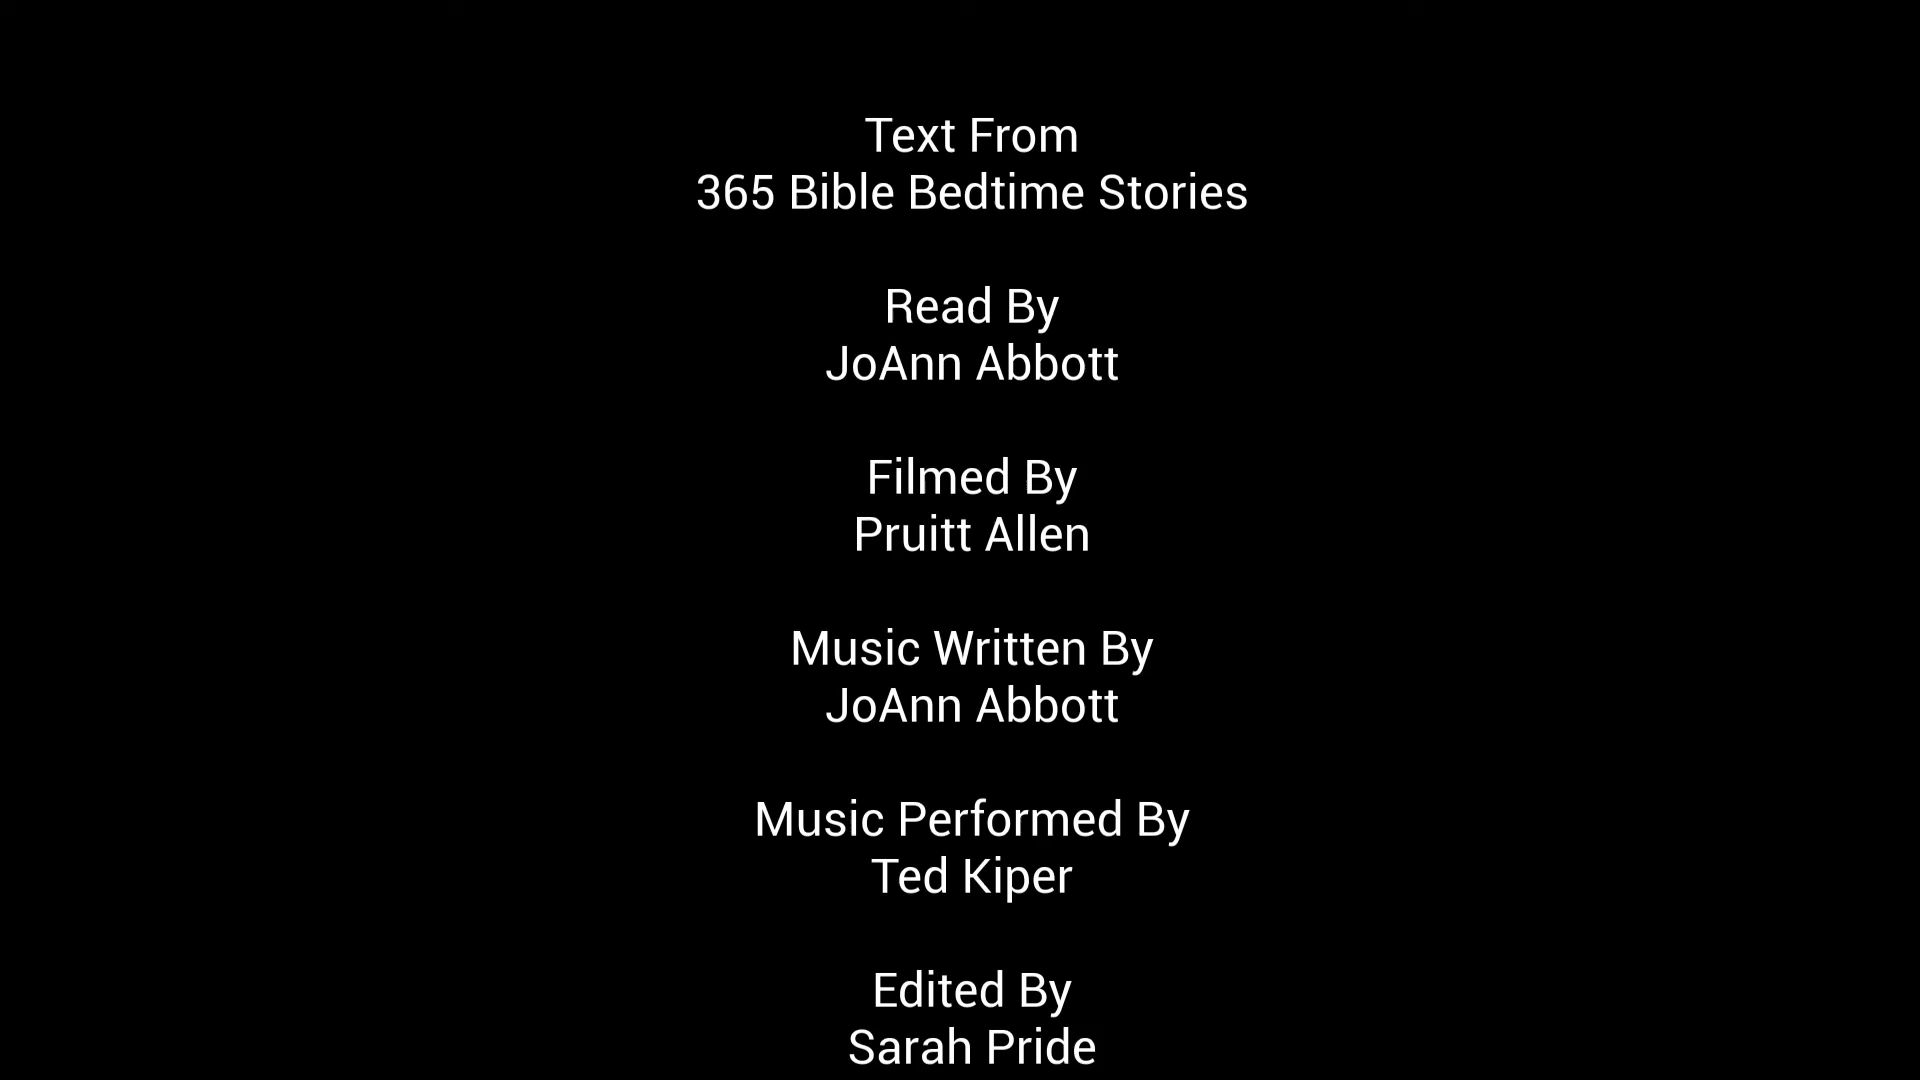 Text From
365 Bible Bedtime Stories
Read By
JoAnn Abbott
Filmed By
Pruitt Allen
Music Written By
JoAnn Abbott
Music Performed By
Ted Kiper
Edited By
Sarah Pride